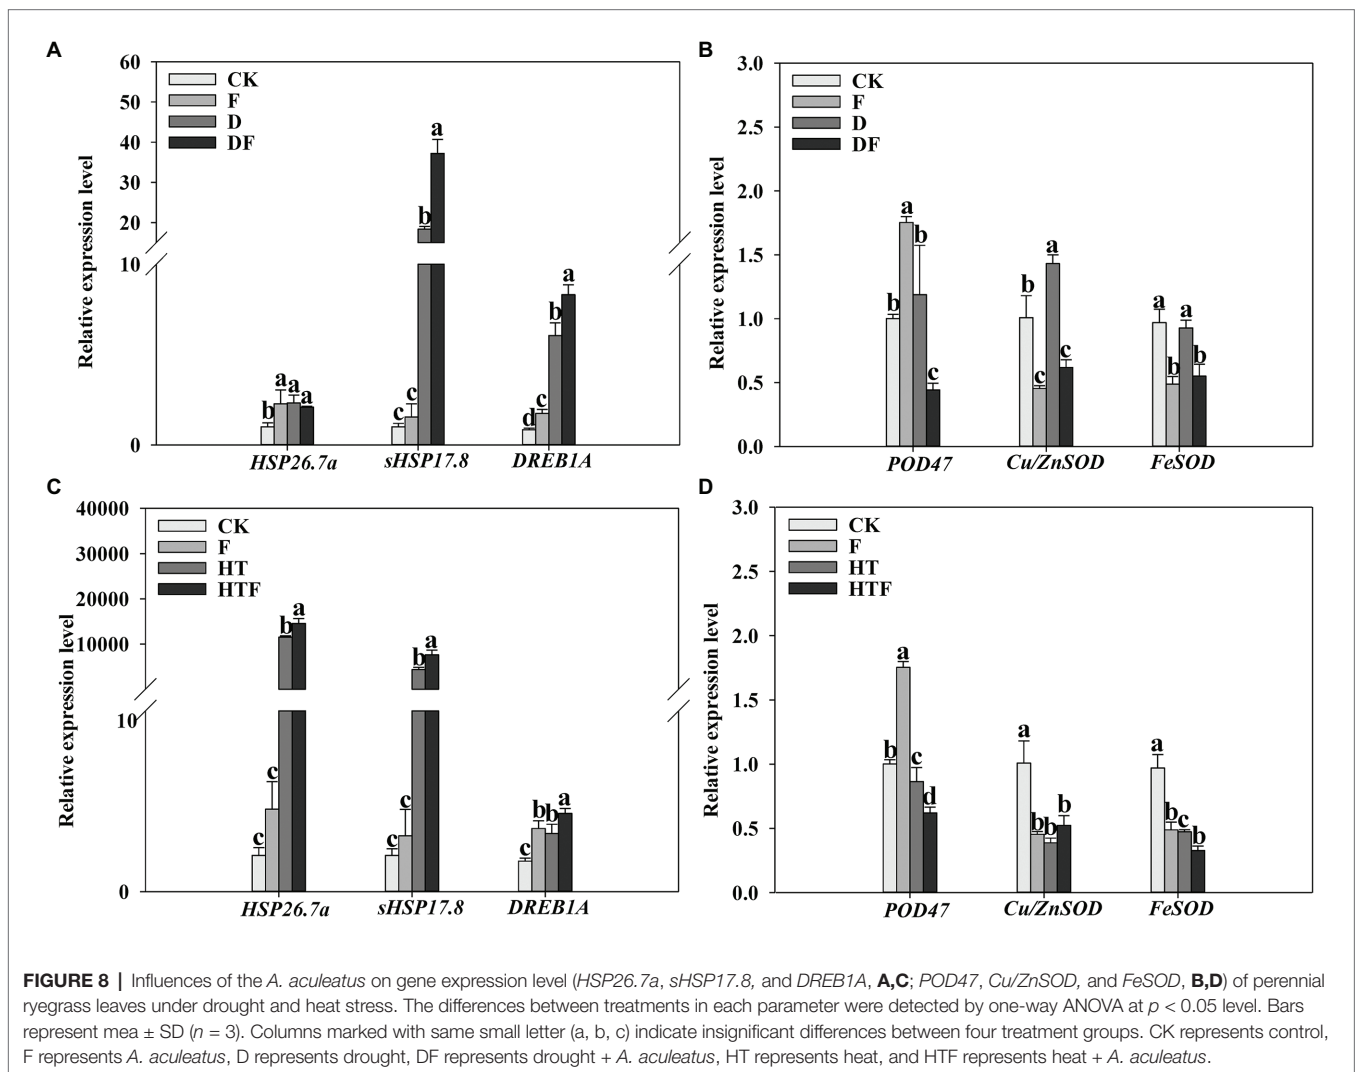 A
60
50
40
30
20
10
0
Relative expression level
CK
F
D
DF
b a a a
c c b a
d c b a
HSP26.7a sHSP17.8 DREB1A
B
3.0
2.5
2.0
1.5
1.0
0.5
0.0
Relative expression level
CK
F
D
DF
b a b c
b c a c
a b a b
POD47 Cu/ZnSOD FeSOD
C
40000
30000
20000
10000
10
0
Relative expression level
CK
F
HT
HTF
c c b a
c c b a
c b b a
HSP26.7a sHSP17.8 DREB1A
D
3.0
2.5
2.0
1.5
1.0
0.5
0.0
Relative expression level
CK
F
HT
HTF
b a c d
a b b b
a b c b
POD47 Cu/ZnSOD FeSOD
FIGURE 8 | Influences of the A. aculeatus on gene expression level (HSP26.7a, sHSP17.8, and DREB1A, A,C; POD47, Cu/ZnSOD, and FeSOD, B,D) of perennial
ryegrass leaves under drought and heat stress. The differences between treatments in each parameter were detected by one-way ANOVA at p < 0.05 level. Bars
represent mea ± SD (n = 3). Columns marked with same small letter (a, b, c) indicate insignificant differences between four treatment groups. CK represents control,
F represents A. aculeatus, D represents drought, DF represents drought + A. aculeatus, HT represents heat, and HTF represents heat + A. aculeatus.